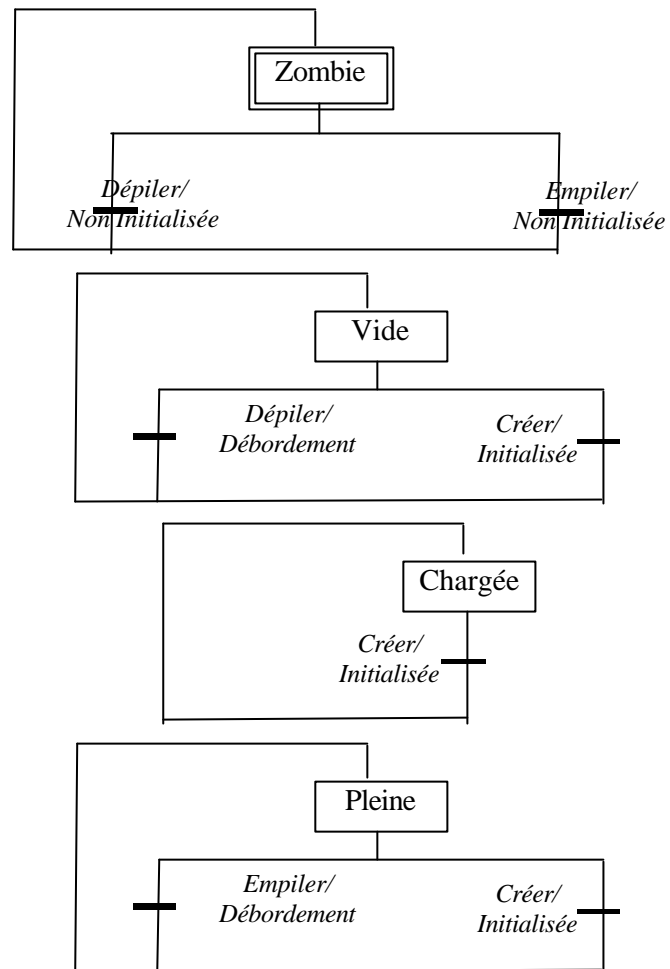 Zombie
Dépiler/
Non Initialisée
Empiler/
Non Initialisée
Vide
Dépiler/
Débordement
Créer/
Initialisée
Chargée
Créer/
Initialisée
Pleine
Empiler/
Débordement
Créer/
Initialisée